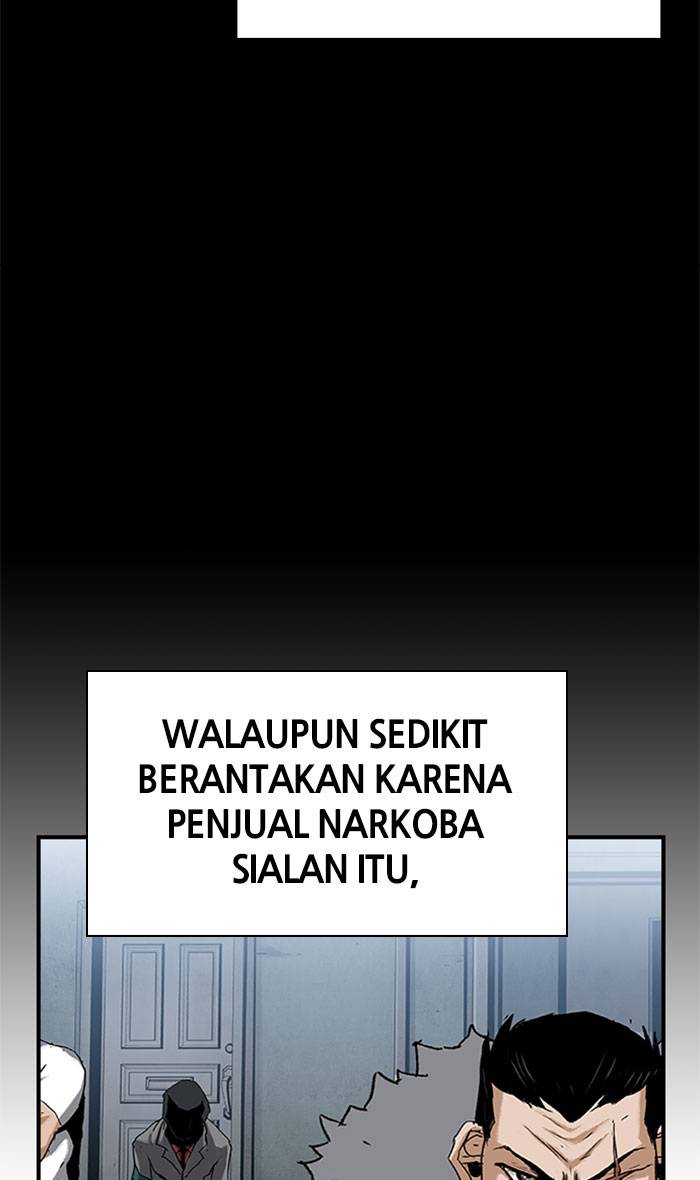 WALAUPUN SEDIKIT
BERANTAKAN KARENA
PENJUAL NARKOBA
SIALAN ITU,